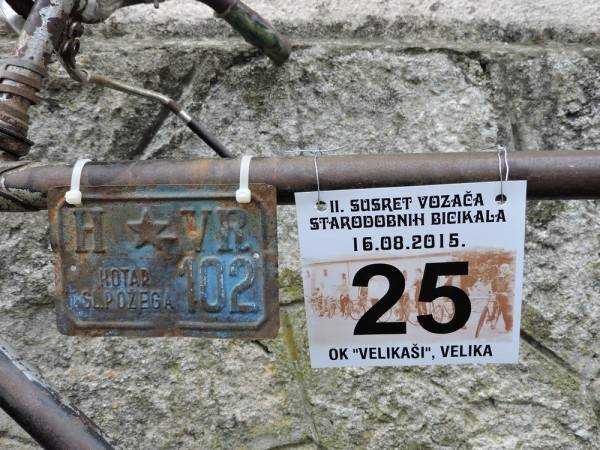 H ★ VR
KOTAR
SL.POŽEGA 102
II. SUSRET VOZAČA
STARODOBNIH BICIKALA
16.08.2015.
25
OK "VELIKAŠI", VELIKA